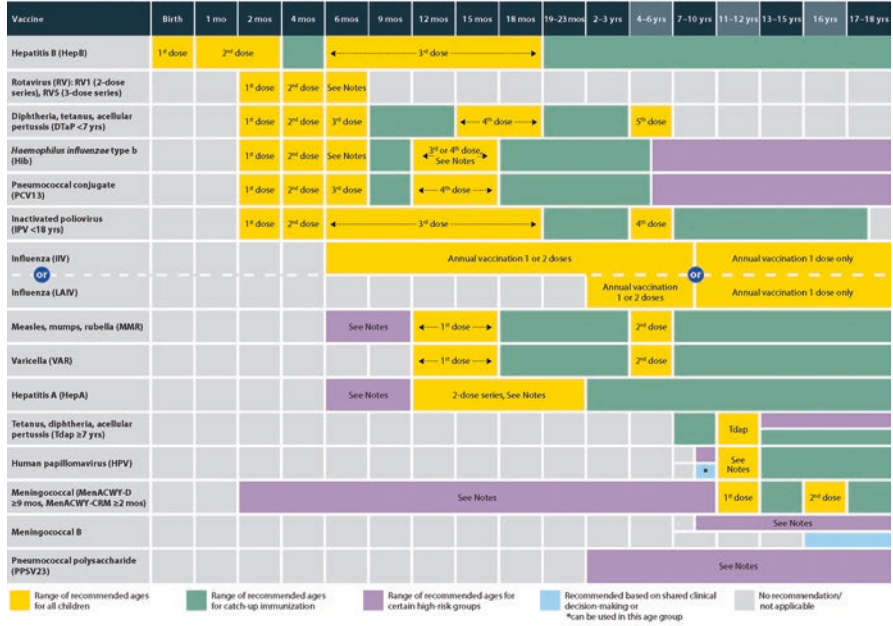 Vaccine Birth 1 mo 2 mos 4 mos 6 mos 9 mos 12 mos 15 mos 18 mos 19–23 mos 2–3 yrs 4–6 yrs 7–10 yrs 11–12 yrs 13–15 yrs 16 yrs 17–18 yrs
Hepatitis B (HepB) 1st dose 2nd dose 3rd dose
Rotavirus (RV): RV1 (2-dose
series), RV5 (3-dose series) 1st dose 2nd dose See Notes
Diphtheria, tetanus, acellular
pertussis (DTaP <7 yrs) 1st dose 2nd dose 3rd dose 4th dose 5th dose
Haemophilus influenzae type b
(Hib) 1st dose 2nd dose See Notes 3rd or 4th dose,
See Notes
Pneumococcal conjugate
(PCV13) 1st dose 2nd dose 3rd dose 4th dose
Inactivated poliovirus
(IPV <18 yrs) 1st dose 2nd dose 3rd dose 4th dose
Influenza (IIV) Annual vaccination 1 or 2 doses Annual vaccination 1 dose only
or or
Influenza (LAIV) Annual vaccination
1 or 2 doses Annual vaccination 1 dose only
Measles, mumps, rubella (MMR) See Notes 1st dose 2nd dose
Varicella (VAR) 1st dose 2nd dose
Hepatitis A (HepA) See Notes 2-dose series, See Notes
Tetanus, diphtheria, acellular
pertussis (Tdap ≥7 yrs) Tdap
Human papillomavirus (HPV) * See
Notes
Meningococcal (MenACWY-D
≥9 mos, MenACWY-CRM ≥2 mos) See Notes 1st dose 2nd dose
Meningococcal B See Notes
Pneumococcal polysaccharide
(PPSV23) See Notes
Range of recommended ages
for all children
Range of recommended ages
for catch-up immunization
Range of recommended ages for
certain high-risk groups
Recommended based on shared clinical
decision-making or
*can be used in this age group
No recommendation/
not applicable